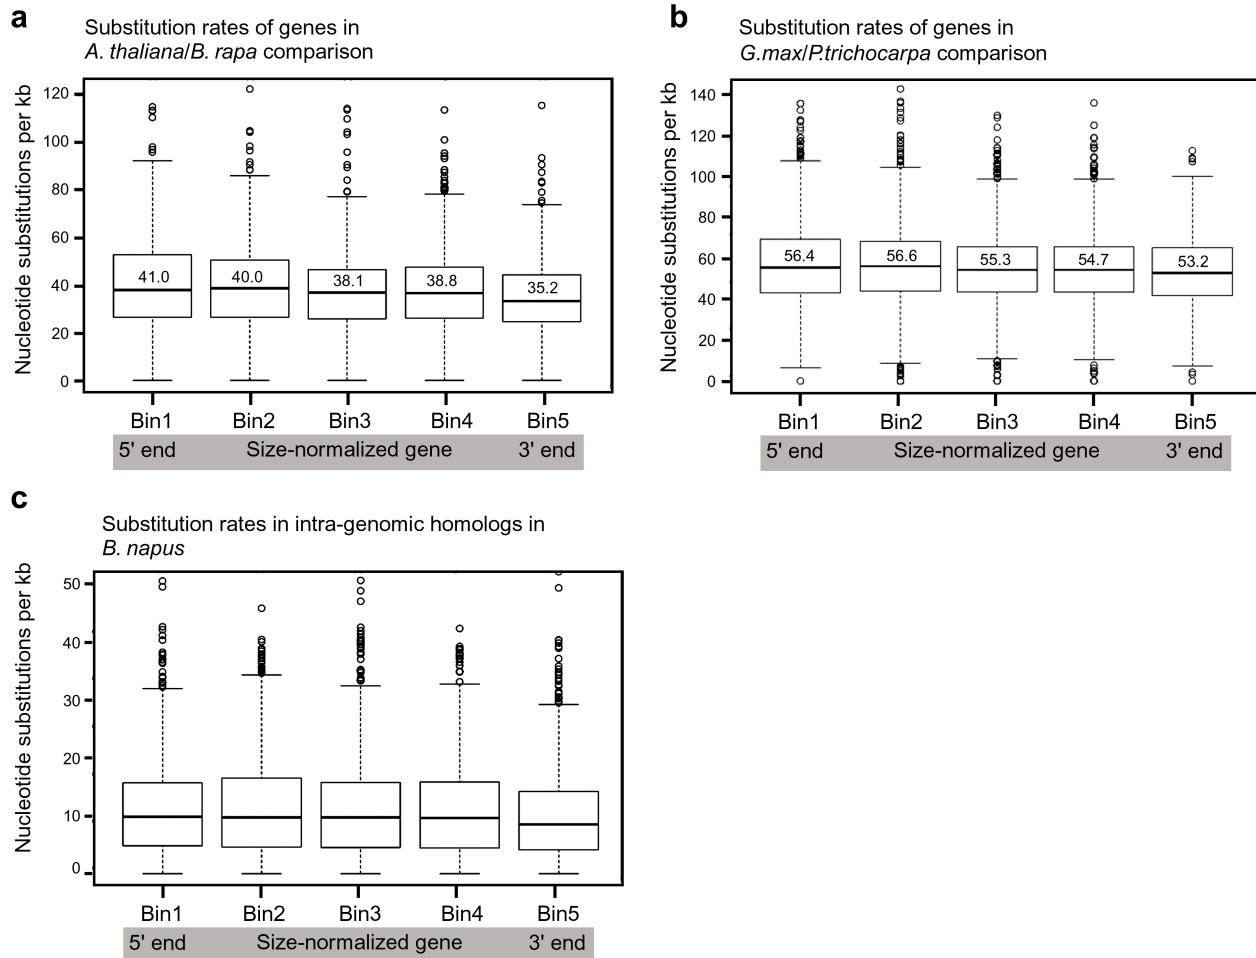 a
Substitution rates of genes in
A. thaliana/B. rapa comparison
Nucleotide substitutions per kb
120
100
80
60
40
20
0
41.0
40.0
38.1
38.8
35.2
Bin1 Bin2 Bin3 Bin4 Bin5
5' end Size-normalized gene 3' end
b
Substitution rates of genes in
G.max/P.trichocarpa comparison
Nucleotide substitutions per kb
140
120
100
80
60
40
20
0
56.4
56.6
55.3
54.7
53.2
Bin1 Bin2 Bin3 Bin4 Bin5
5' end Size-normalized gene 3' end
c
Substitution rates in intra-genomic homologs in
B. napus
Nucleotide substitutions per kb
50
40
30
20
10
0
Bin1 Bin2 Bin3 Bin4 Bin5
5' end Size-normalized gene 3' end